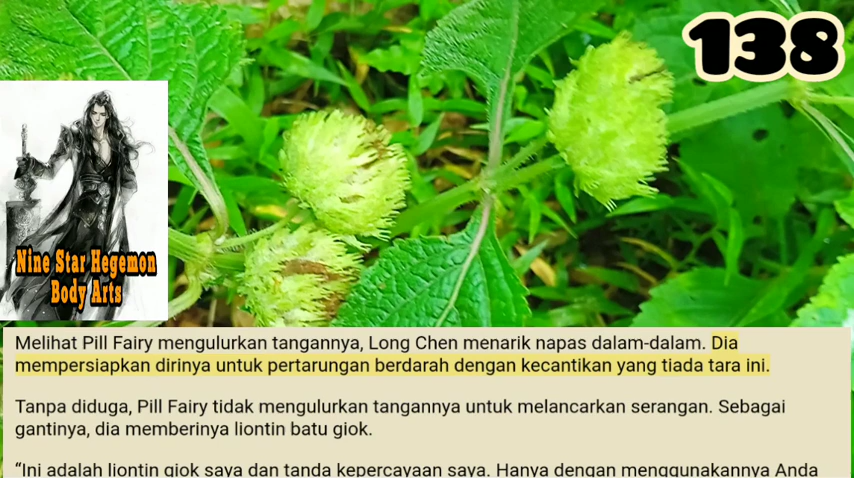 138
Nine Star Hegemon
Body Arts
Melihat Pill Fairy mengulurkan tangannya, Long Chen menarik napas dalam-dalam. Dia
mempersiapkan dirinya untuk pertarungan berdarah dengan kecantikan yang tiada tara ini.
Tanpa diduga, Pill Fairy tidak mengulurkan tangannya untuk melancarkan serangan. Sebagai
gantinya, dia memberinya liontin batu giok.
“Ini adalah liontin giok saya dan tanda kepercayaan saya. Hanya dengan menggunakannya Anda